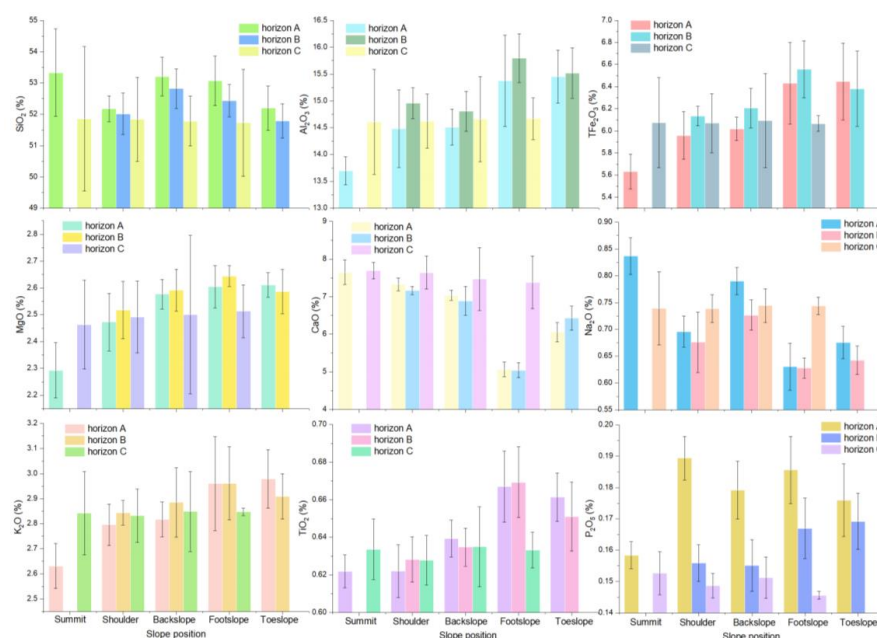 55
54
53
52
51
50
49
SiO₂ (%)
horizon A
horizon B
horizon C
16.5
16.0
15.5
15.0
14.5
14.0
13.5
13.0
Al₂O₃ (%)
horizon A
horizon B
horizon C
7.0
6.8
6.6
6.4
6.2
6.0
5.8
5.6
5.4
TFe₂O₃ (%)
horizon A
horizon B
horizon C
2.8
2.7
2.6
2.5
2.4
2.3
2.2
MgO (%)
horizon A
horizon B
horizon C
9
8
7
6
5
4
CaO (%)
horizon A
horizon B
horizon C
0.90
0.85
0.80
0.75
0.70
0.65
0.60
0.55
Na₂O (%)
horizon A
horizon
horizon
3.2
3.1
3.0
2.9
2.8
2.7
2.6
2.5
K₂O (%)
horizon A
horizon B
horizon C
Summit Shoulder Backslope Footslope Toeslope
Slope position
0.70
0.68
0.66
0.64
0.62
0.60
TiO₂ (%)
horizon A
horizon B
horizon C
Summit Shoulder Backslope Footslope Toeslope
Slope position
0.20
0.19
0.18
0.17
0.16
0.15
0.14
P₂O₅ (%)
horizon
horizon
horizon
Summit Shoulder Backslope Footslope Toeslope
Slope position